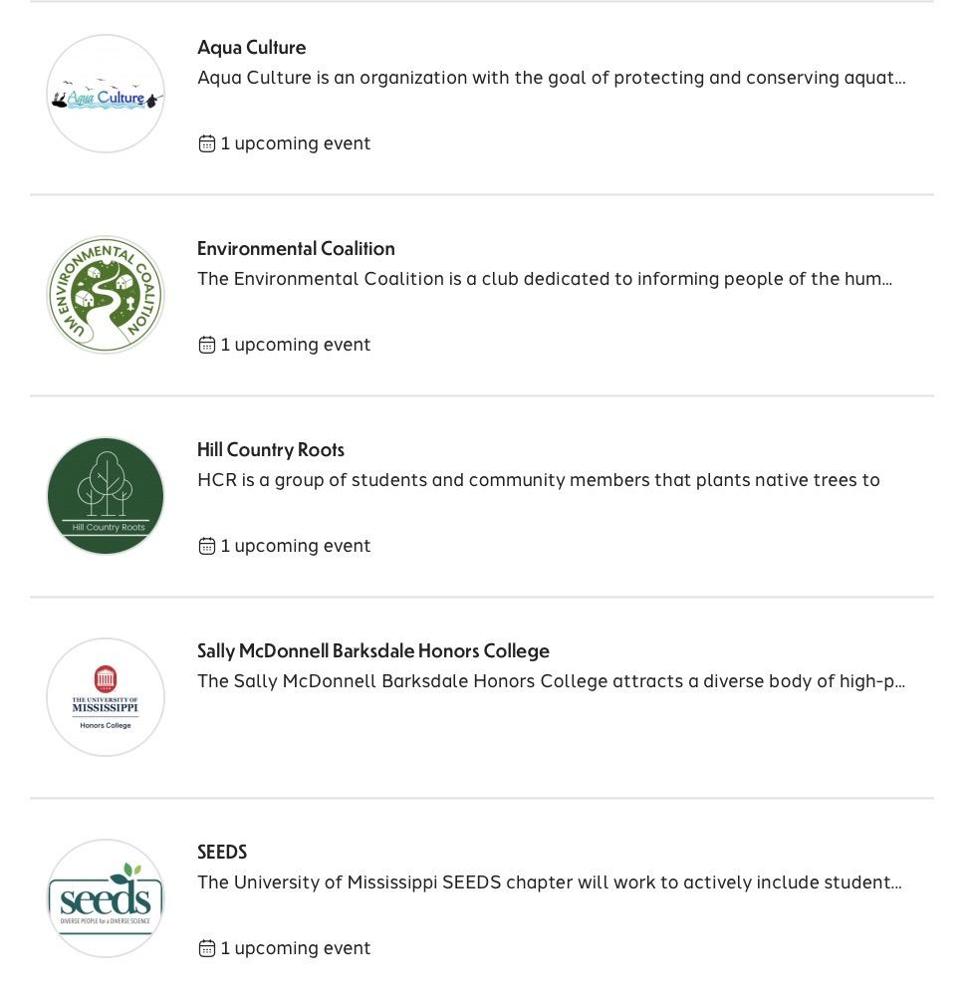 Aqua Culture
Aqua Culture
Aqua Culture is an organization with the goal of protecting and conserving aquat...
1 upcoming event
UM ENVIRONMENTAL COALITION
Environmental Coalition
The Environmental Coalition is a club dedicated to informing people of the hum...
1 upcoming event
Hill Country Roots
Hill Country Roots
HCR is a group of students and community members that plants native trees to
1 upcoming event
THE UNIVERSITY OF
MISSISSIPPI
Honors College
Sally McDonnell Barksdale Honors College
The Sally McDonnell Barksdale Honors College attracts a diverse body of high-p...
seeds
DIVERSE PEOPLE for a DIVERSE SCIENCE
SEEDS
The University of Mississippi SEEDS chapter will work to actively include student...
1 upcoming event